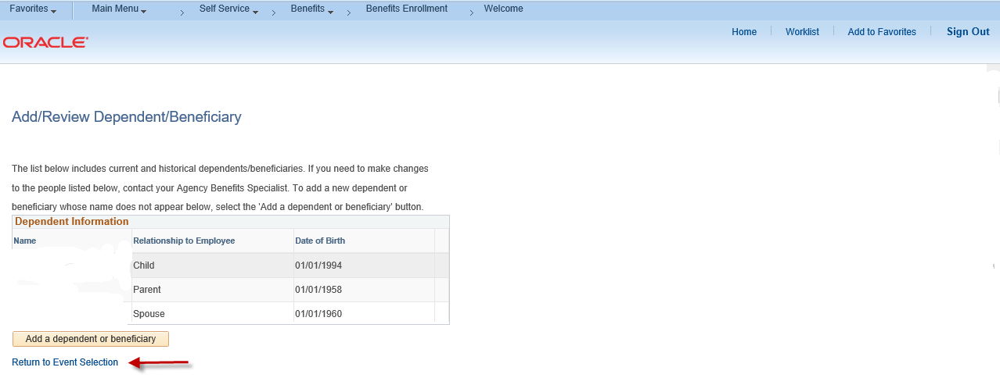 Favorites Main Menu Self Service Benefits Benefits Enrollment Welcome
Home Worklist Add to Favorites Sign Out
ORACLE
Add/Review Dependent/Beneficiary
The list below includes current and historical dependents/beneficiaries. If you need to make changes
to the people listed below, contact your Agency Benefits Specialist. To add a new dependent or
beneficiary whose name does not appear below, select the 'Add a dependent or beneficiary' button.
Dependent Information
Name Relationship to Employee Date of Birth
Child 01/01/1994
Parent 01/01/1958
Spouse 01/01/1960
Add a dependent or beneficiary
Return to Event Selection